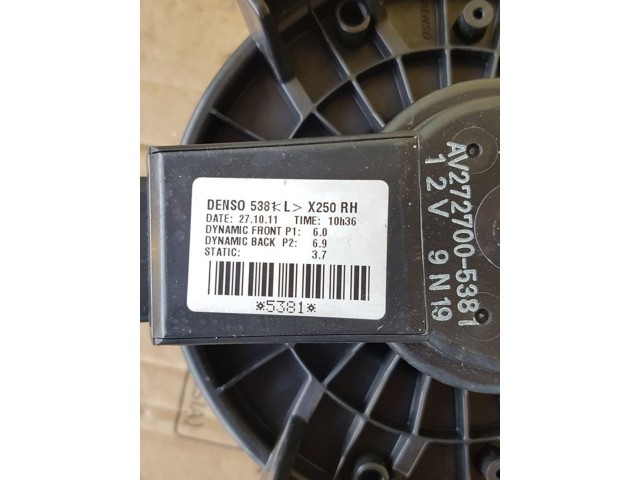 DENSO 5381<L> X250 RH
DATE: 27.10.11 TIME: 10h36
DYNAMIC FRONT P1: 6.0
DYNAMIC BACK P2: 6.9
STATIC: 3.7
*5381*
AV272700-5381
12V 9N19
DENSO